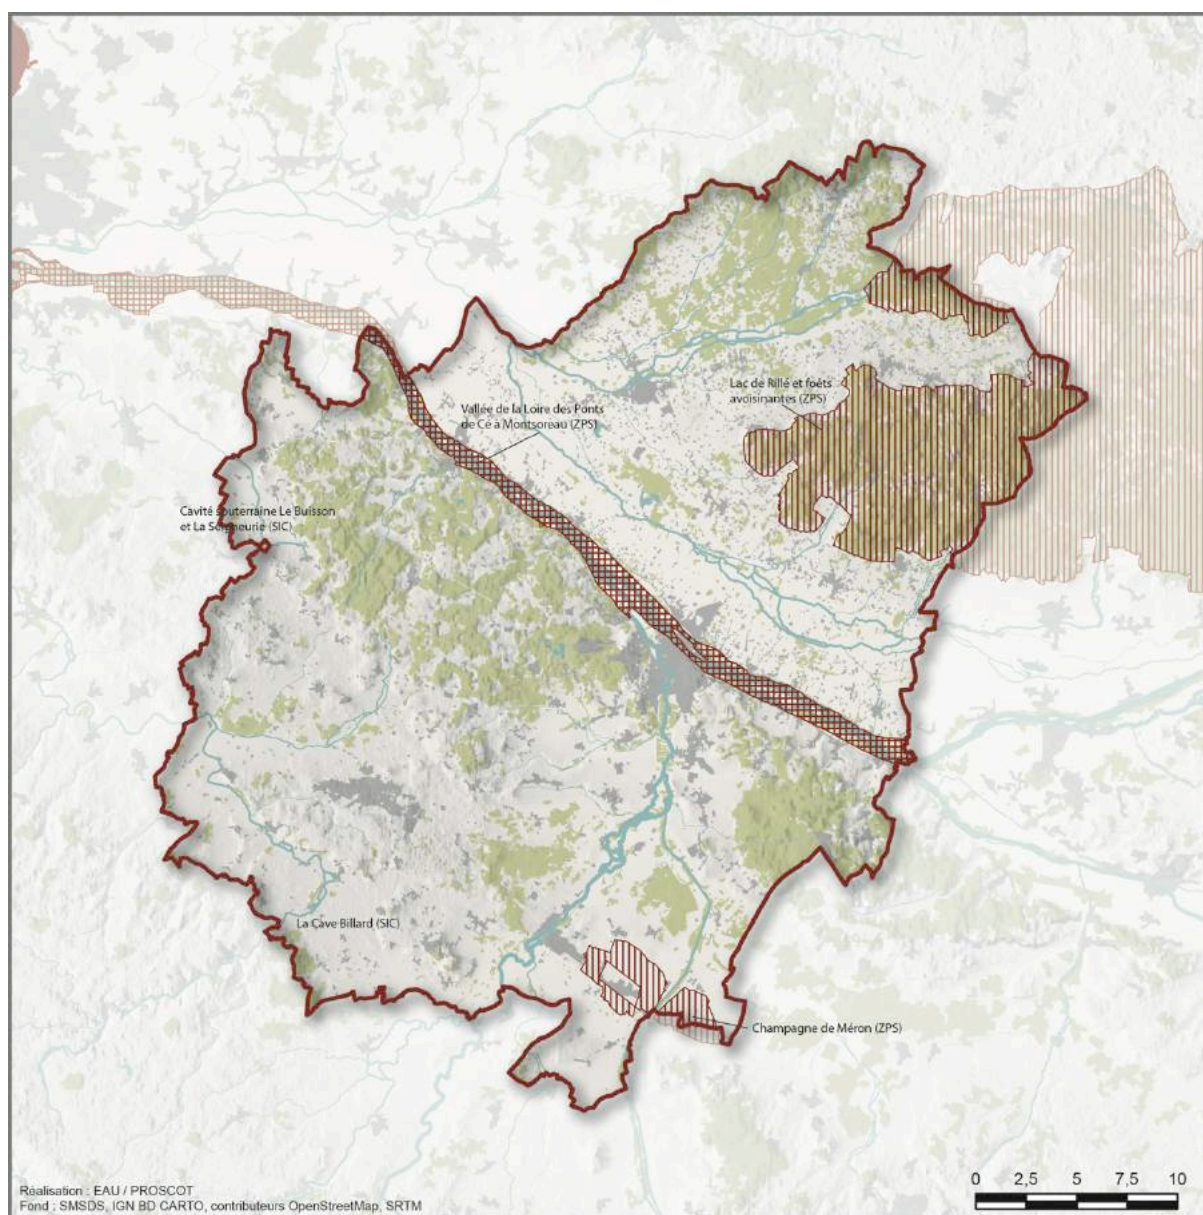 Lac de Rillé et foêts
avoisinantes (ZPS)
Vallée de la Loire des Ponts
de Cé à Montsoreau (ZPS)
Cavité souterraine Le Buisson
et La Seigneurie (SIC)
La Cave Billard (SIC)
Champagne de Méron (ZPS)
Réalisation : EAU / PROSCOT
Fond : SMSDS, IGN BD CARTO, contributeurs OpenStreetMap, SRTM
0 2,5 5 7,5 10